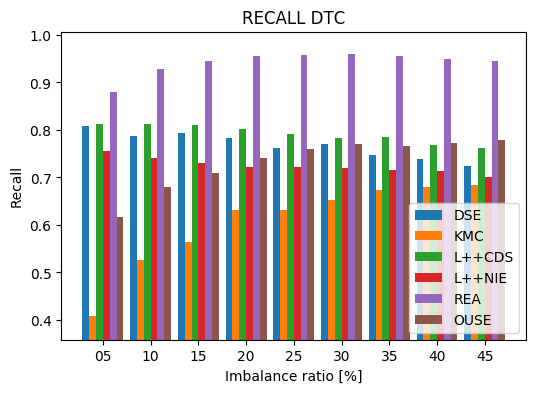 RECALL DTC
1.0
0.9
0.8
0.7
0.6
0.5
0.4
Recall
DSE
KMC
L++CDS
L++NIE
REA
OUSE
05 10 15 20 25 30 35 40 45
Imbalance ratio [%]